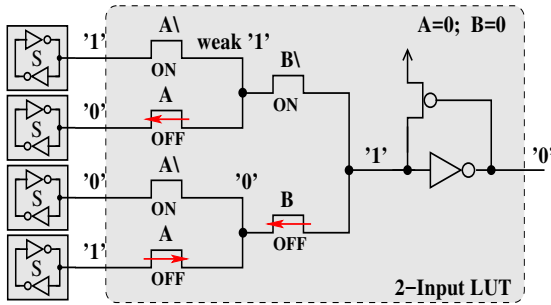 A=0; B=0
'1'
A\
weak '1'
ON
S
B\
ON
'0'
A
OFF
S
'1'
'0'
'0'
A\
'0'
ON
S
B
OFF
'1'
A
OFF
S
2-Input LUT